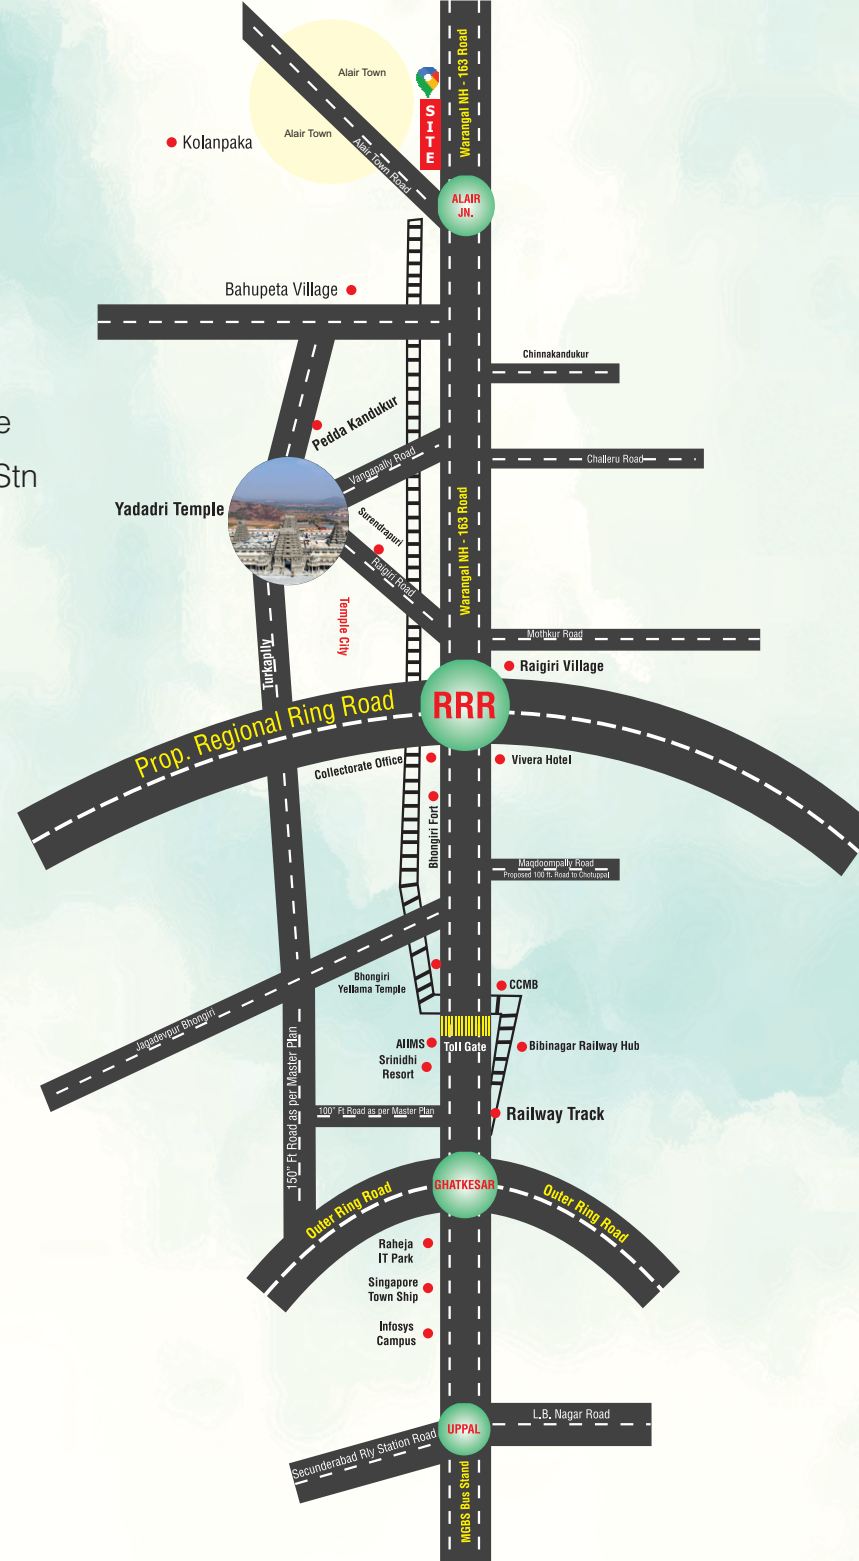 Alair Town
Warangal NH - 163 Road
SITE
Alair Town
Kolanpaka
Alair Town Road
ALAIR
JN.
Bahupeta Village
Chinnakandukur
e
Pedda Kandukur
Stn
Vangapally Road
Challeru Road
Yadadri Temple
Surendrapuri
Warangal NH - 163 Road
Raigiri Road
Temple City
Mothkur Road
Turkaplly
Raigiri Village
RRR
Prop. Regional Ring Road
Collectorate Office
Vivera Hotel
Bhongiri Fort
Maqdoompally Road
Proposed 100 ft. Road to Chotuppal
Bhongiri
Yellama Temple
CCMB
Jagadevpur Bhongiri
AIIMS
Toll Gate
Bibinagar Railway Hub
Srinidhi
Resort
150" Ft Road as per Master Plan
100" Ft Road as per Master Plan
Railway Track
GHATKESAR
Outer Ring Road
Outer Ring Road
Raheja
IT Park
Singapore
Town Ship
Infosys
Campus
L.B. Nagar Road
UPPAL
Secunderabad Rly Station Road
MGBS Bus Stand